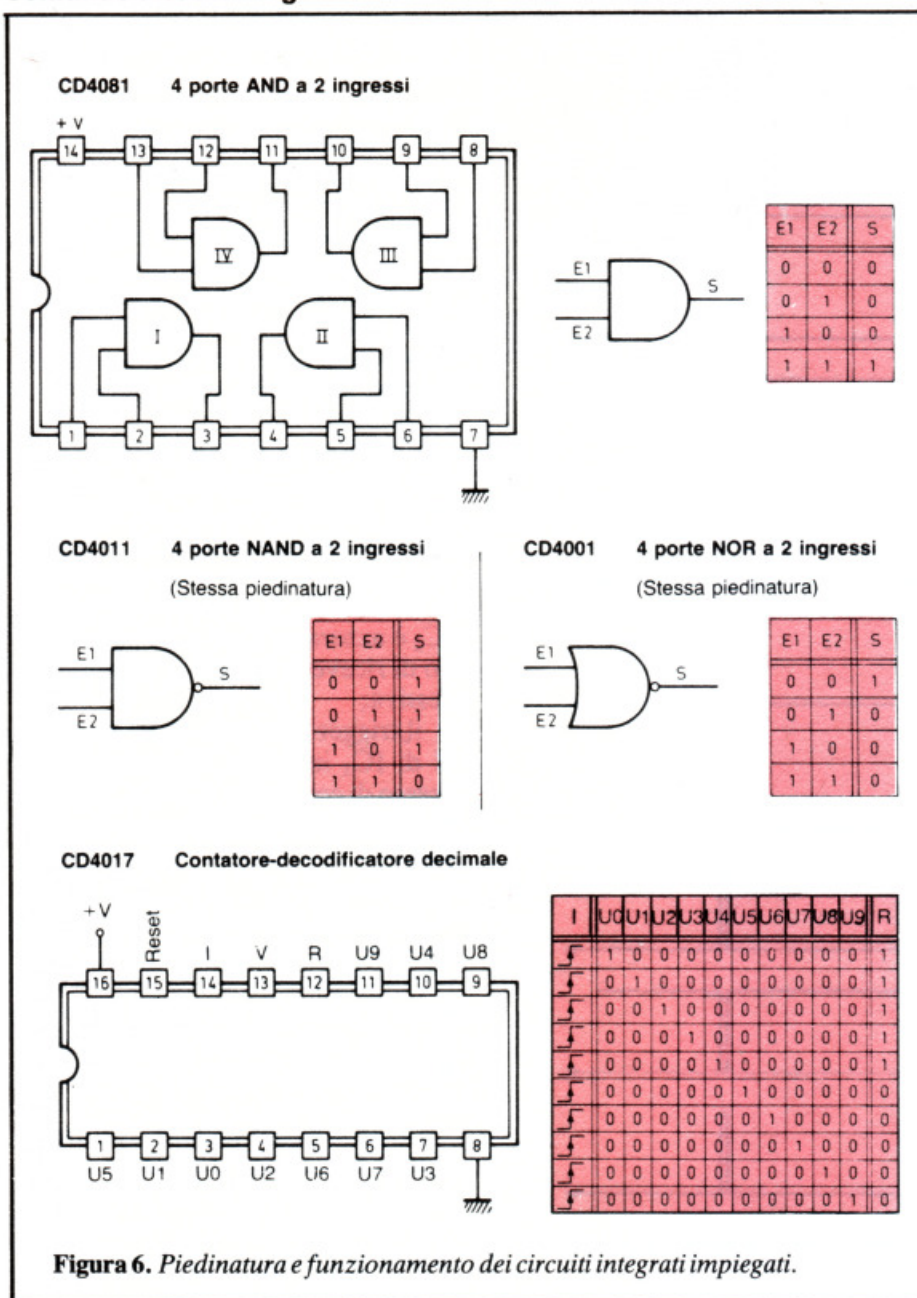 CD4081 4 porte AND a 2 ingressi
+ V
14 13 12 11 10 9 8
IV III
I II
1 2 3 4 5 6 7
E1
E2
S
E1 E2 S
0 0 0
0 1 0
1 0 0
1 1 1
CD4011 4 porte NAND a 2 ingressi
(Stessa piedinatura)
E1
E2
S
E1 E2 S
0 0 1
0 1 1
1 0 1
1 1 0
CD4001 4 porte NOR a 2 ingressi
(Stessa piedinatura)
E1
E2
S
E1 E2 S
0 0 1
0 1 0
1 0 0
1 1 0
CD4017 Contatore-decodificatore decimale
+V Reset I V R U9 U4 U8
16 15 14 13 12 11 10 9
1 2 3 4 5 6 7 8
U5 U1 U0 U2 U6 U7 U3
I U0 U1 U2 U3 U4 U5 U6 U7 U8 U9 R
1 0 0 0 0 0 0 0 0 0 1
0 1 0 0 0 0 0 0 0 0 1
0 0 1 0 0 0 0 0 0 0 1
0 0 0 1 0 0 0 0 0 0 1
0 0 0 0 1 0 0 0 0 0 1
0 0 0 0 0 1 0 0 0 0 0
0 0 0 0 0 0 1 0 0 0 0
0 0 0 0 0 0 0 1 0 0 0
0 0 0 0 0 0 0 0 1 0 0
0 0 0 0 0 0 0 0 0 1 0
Figura 6. Piedinatura e funzionamento dei circuiti integrati impiegati.